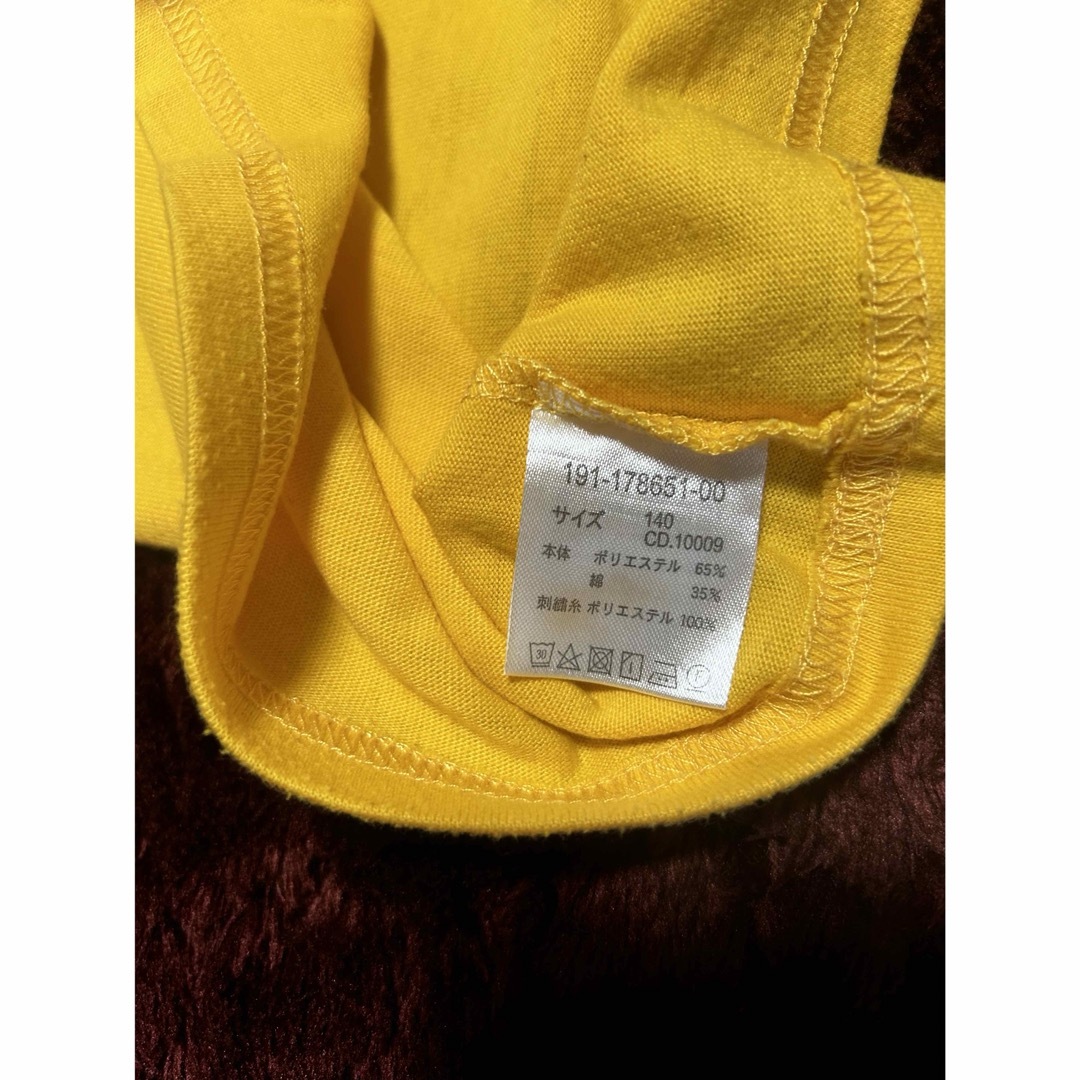 191-178651-00
サイズ 140
CD.10009
本体 ポリエステル 65%
綿 35%
刺繍糸 ポリエステル 100%
30
F